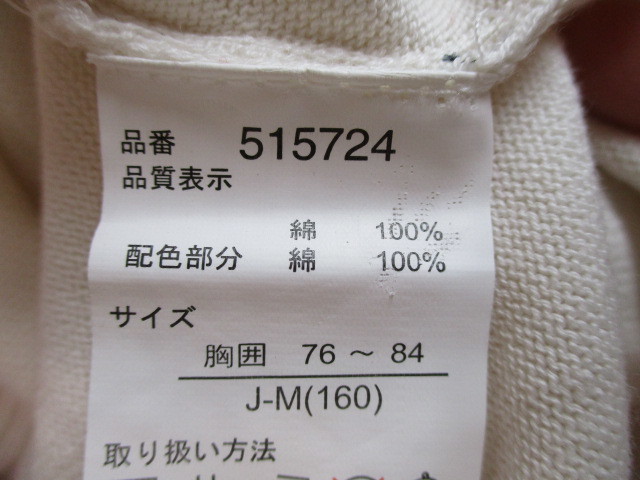 品番 515724
品質表示
綿 100%
配色部分 綿 100%
サイズ
胸囲 76 ~ 84
J-M(160)
取り扱い方法